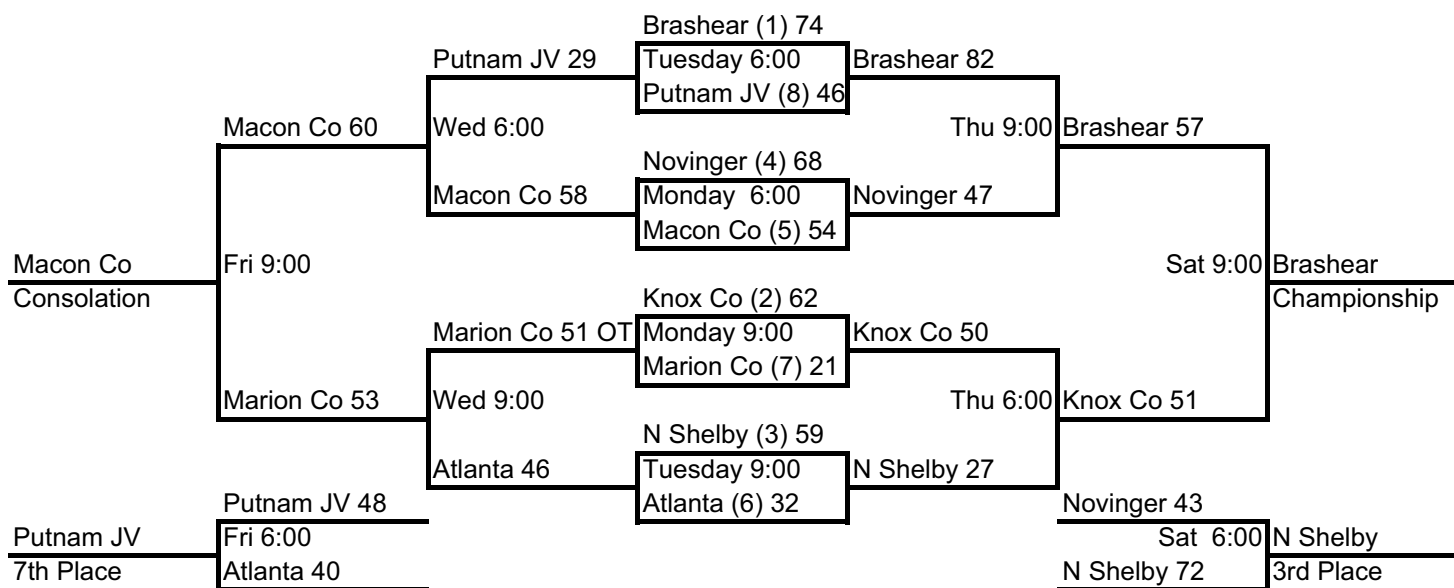 Brashear (1) 74
Putnam JV 29 Tuesday 6:00 Brashear 82
Putnam JV (8) 46
Macon Co 60 Wed 6:00 Thu 9:00 Brashear 57
Novinger (4) 68
Macon Co 58 Monday 6:00 Novinger 47
Macon Co (5) 54
Macon Co Fri 9:00 Sat 9:00 Brashear
Consolation Knox Co (2) 62 Championship
Marion Co 51 OT Monday 9:00 Knox Co 50
Marion Co (7) 21
Marion Co 53 Wed 9:00 Thu 6:00 Knox Co 51
N Shelby (3) 59
Atlanta 46 Tuesday 9:00 N Shelby 27
Putnam JV 48 Atlanta (6) 32 Novinger 43
Putnam JV Fri 6:00 Sat 6:00 N Shelby
7th Place Atlanta 40 N Shelby 72 3rd Place